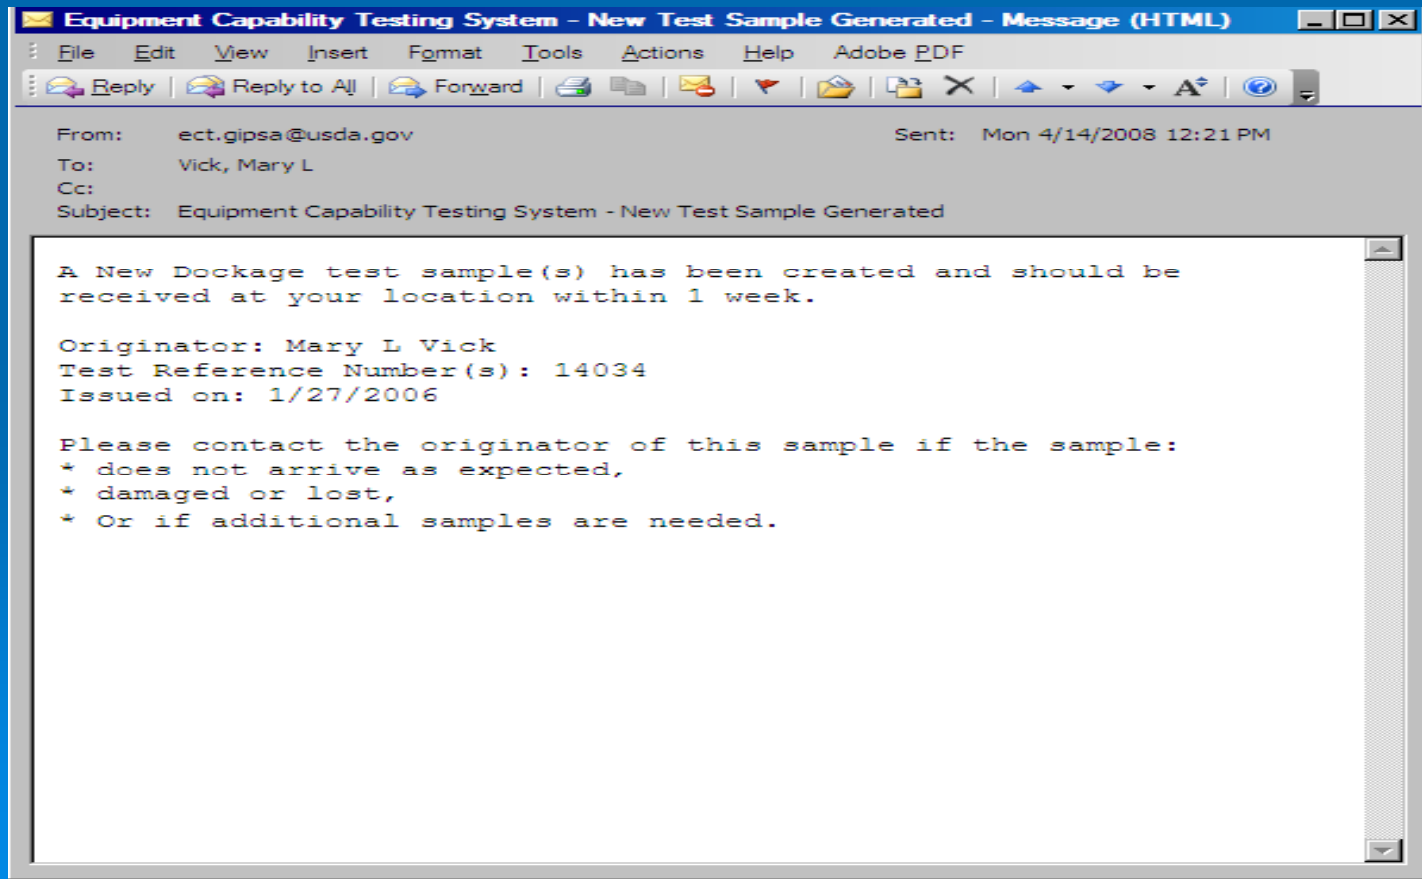 Equipment Capability Testing System - New Test Sample Generated - Message (HTML)
File Edit View Insert Format Tools Actions Help Adobe PDF
Reply Reply to All Forward
From: ect.gipsa@usda.gov Sent: Mon 4/14/2008 12:21 PM
To: Vick, Mary L
Cc:
Subject: Equipment Capability Testing System - New Test Sample Generated
A New Dockage test sample(s) has been created and should be
received at your location within 1 week.
Originator: Mary L Vick
Test Reference Number(s): 14034
Issued on: 1/27/2006
Please contact the originator of this sample if the sample:
* does not arrive as expected,
* damaged or lost,
* Or if additional samples are needed.